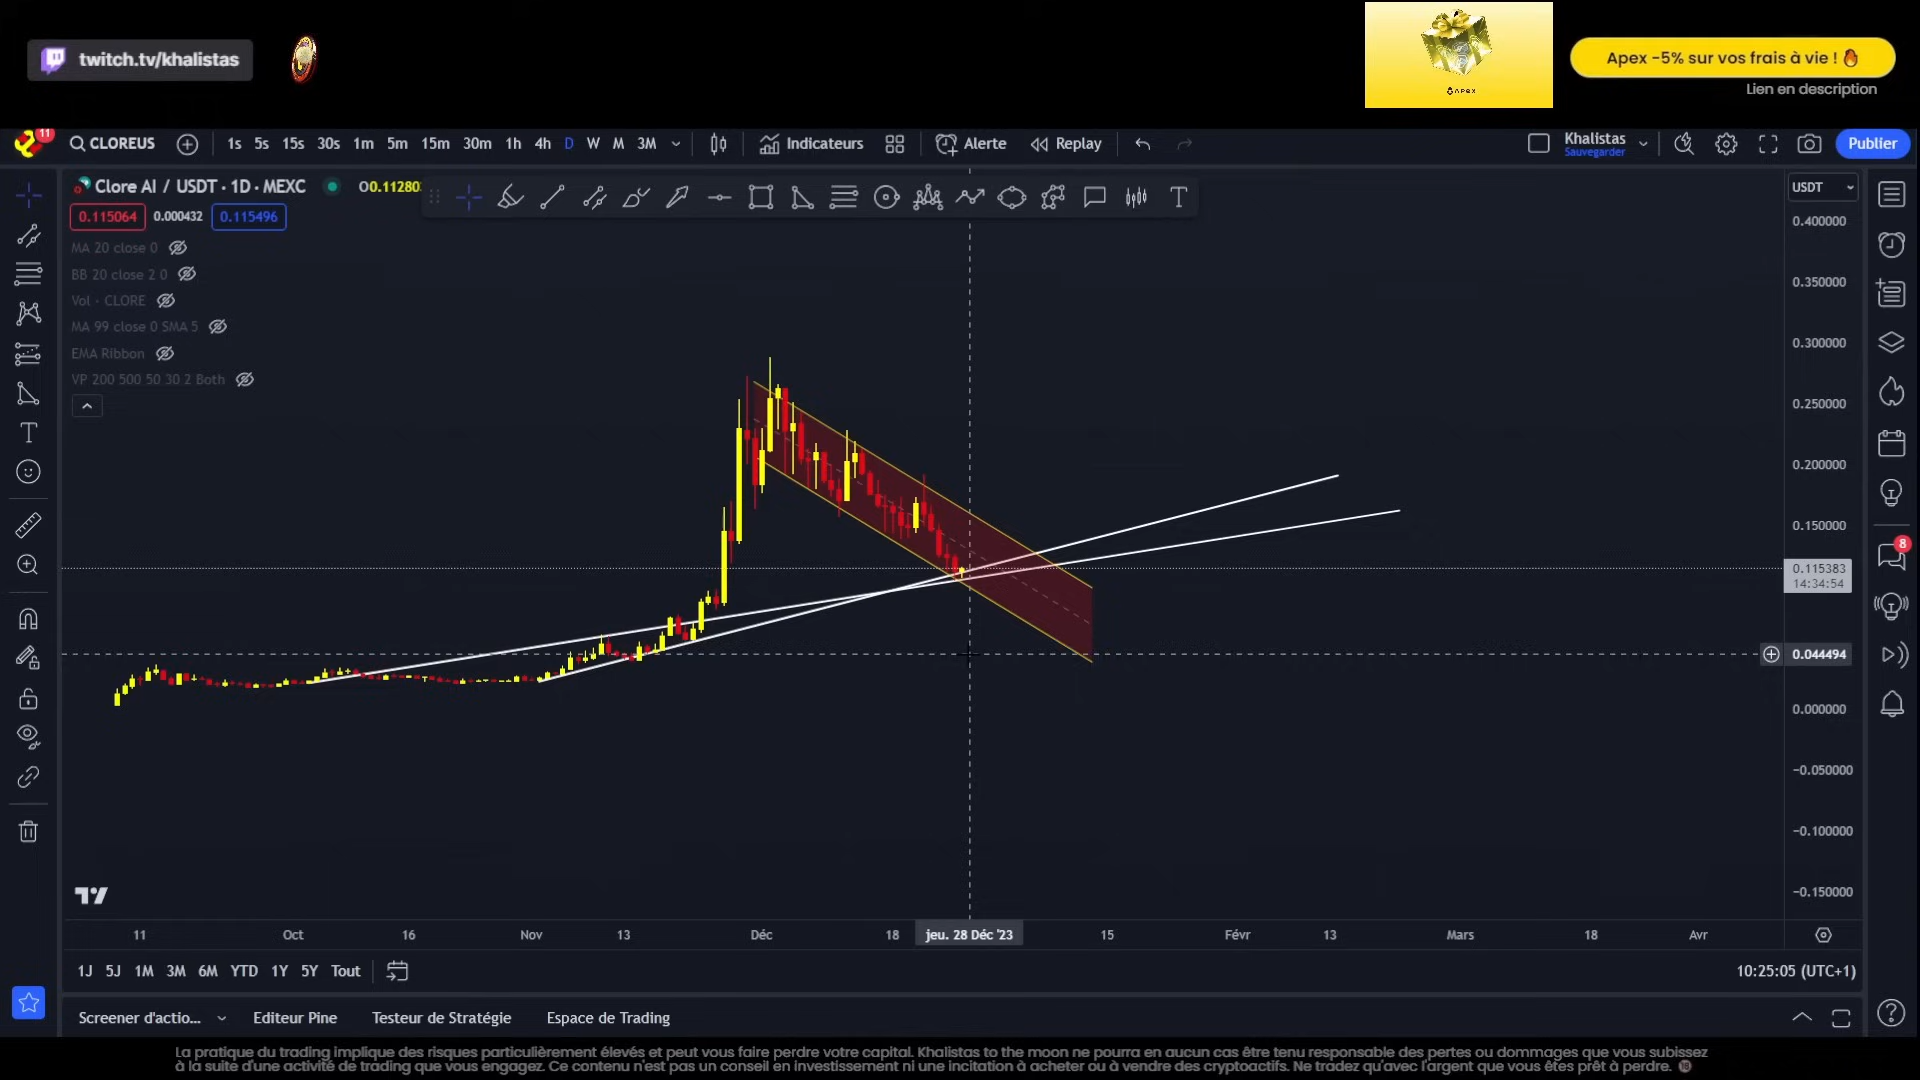 twitch.tv/khalistas
APEX
Apex -5% sur vos frais à vie !
Lien en description
11
CLOREUS
1s 5s 15s 30s 1m 5m 15m 30m 1h 4h D W M 3M
Indicateurs
Alerte
Replay
Khalistas
Sauvegarder
Publier
Clore AI / USDT · 1D · MEXC
O0.11280
USDT
0.115064 0.000432 0.115496
MA 20 close 0
BB 20 close 2 0
Vol · CLORE
MA 99 close 0 SMA 5
EMA Ribbon
VP 200 500 50 30 2 Both
0.400000
0.350000
0.300000
0.250000
0.200000
0.150000
0.115383
14:34:54
0.044494
0.000000
−0.050000
−0.100000
−0.150000
8
11 Oct 16 Nov 13 Déc 18 jeu. 28 Déc '23 15 Févr 13 Mars 18 Avr
1J 5J 1M 3M 6M YTD 1Y 5Y Tout
10:25:05 (UTC+1)
Screener d'actio... Editeur Pine Testeur de Stratégie Espace de Trading
La pratique du trading implique des risques particulièrement élevés et peut vous faire perdre votre capital. Khalistas to the moon ne pourra en aucun cas être tenu responsable des pertes ou dommages que vous subissez
à la suite d'une activité de trading que vous engagez. Ce contenu n'est pas un conseil en investissement ni une incitation à acheter ou à vendre des cryptoactifs. Ne tradez qu'avec l'argent que vous êtes prêt à perdre.